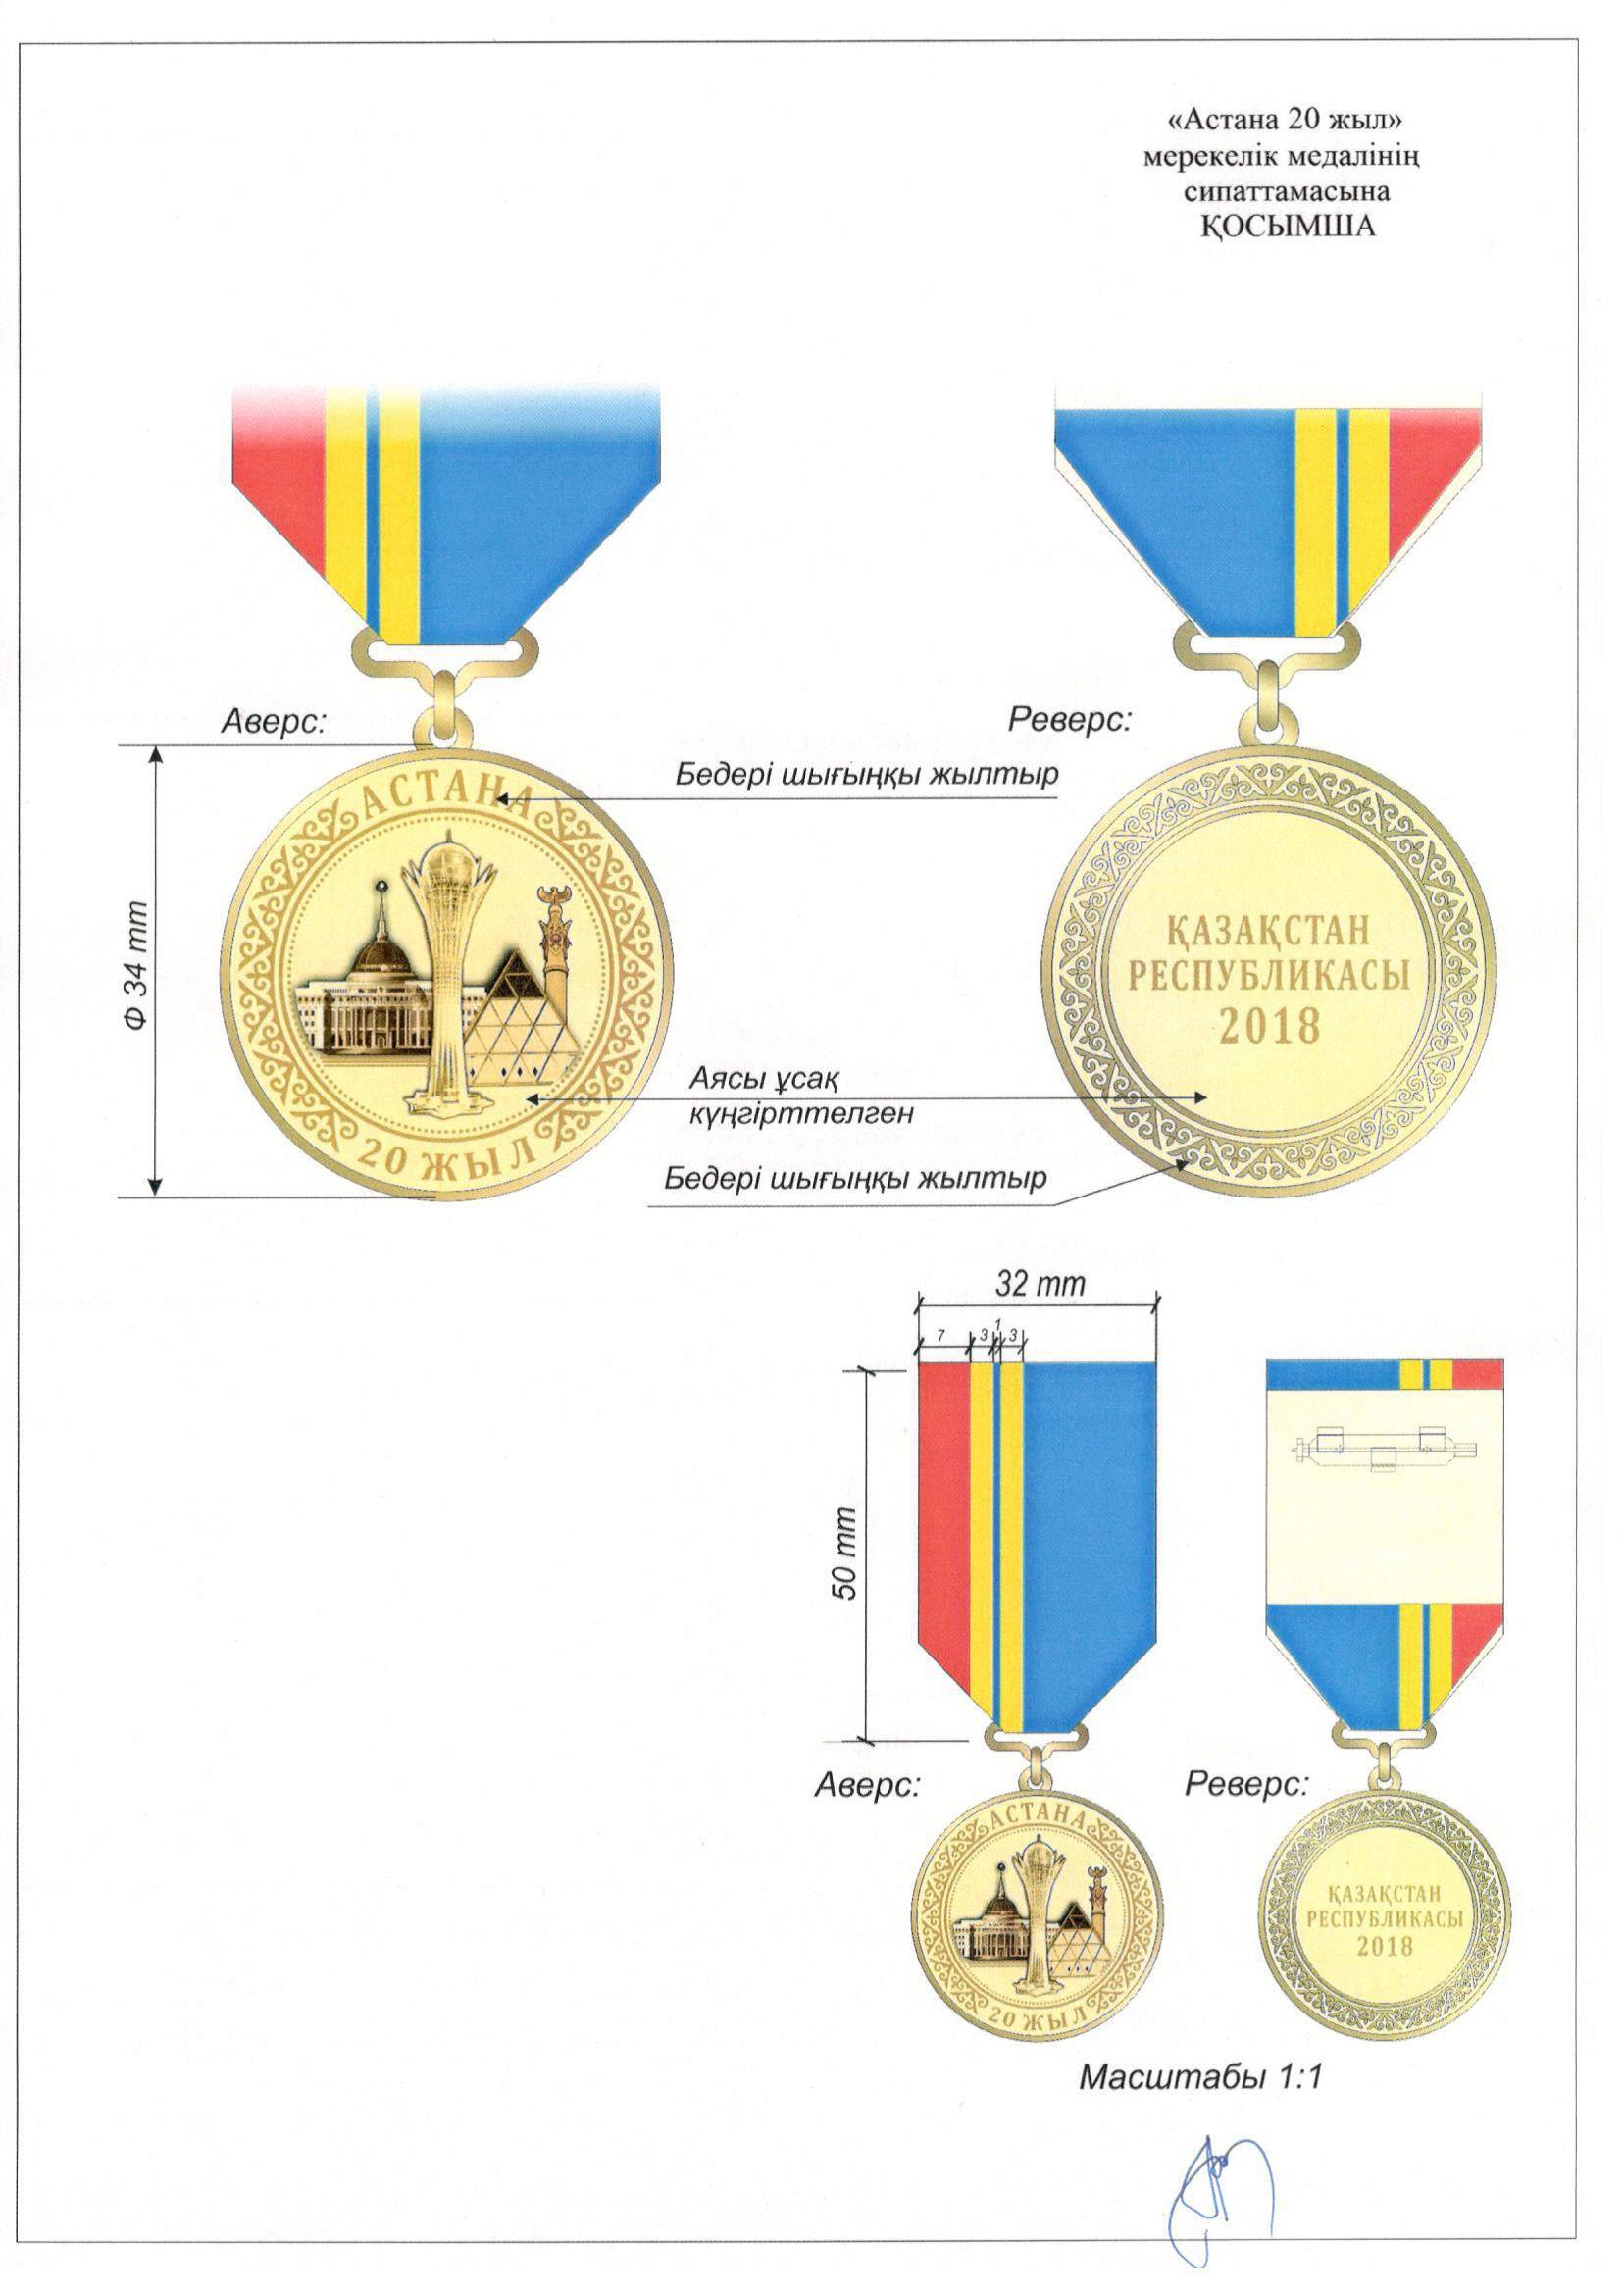 «Астана 20 жыл»
мерекелік медалінің
сипаттамасына
ҚОСЫМША
Аверс:
Реверс:
Бедері шығыңқы жылтыр
АСТАНА
20 ЖЫЛ
Ф 34 mm
ҚАЗАҚСТАН
РЕСПУБЛИКАСЫ
2018
Аясы ұсақ
күңгірттелген
Бедері шығыңқы жылтыр
32 mm
7 3 1 3
50 mm
Аверс:
Реверс:
АСТАНА
20 ЖЫЛ
ҚАЗАҚСТАН
РЕСПУБЛИКАСЫ
2018
Масштабы 1:1